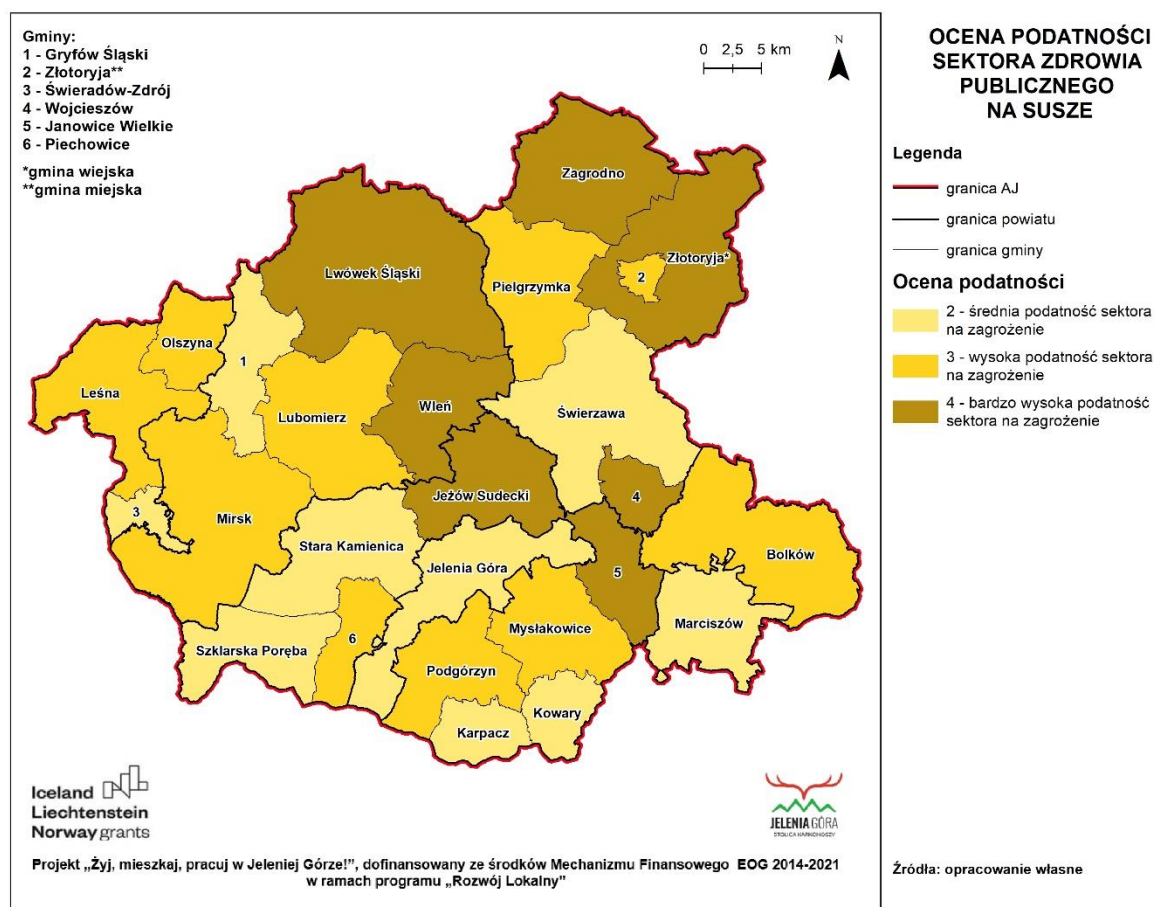 Gminy:
1 - Gryfów Śląski
2 - Złotoryja**
3 - Świeradów-Zdrój
4 - Wojcieszów
5 - Janowice Wielkie
6 - Piechowice
*gmina wiejska
**gmina miejska
0 2,5 5 km
N
Zagrodno
Złotoryja*
2
Lwówek Śląski
Pielgrzymka
Olszyna
1
Leśna
Lubomierz
Wleń
Świerzawa
Jeżów Sudecki
4
3
Mirsk
Stara Kamienica
Jelenia Góra
5
Bolków
Marciszów
Mysłakowice
6
Szklarska Poręba
Podgórzyn
Kowary
Karpacz
Iceland
Liechtenstein
Norway grants
JELENIA GÓRA
STOLICA KARKONOSZY
Projekt „Żyj, mieszkaj, pracuj w Jeleniej Górze!”, dofinansowany ze środków Mechanizmu Finansowego EOG 2014-2021
w ramach programu „Rozwój Lokalny”
OCENA PODATNOŚCI
SEKTORA ZDROWIA
PUBLICZNEGO
NA SUSZE
Legenda
granica AJ
granica powiatu
granica gminy
Ocena podatności
2 - średnia podatność sektora
na zagrożenie
3 - wysoka podatność sektora
na zagrożenie
4 - bardzo wysoka podatność
sektora na zagrożenie
Źródła: opracowanie własne